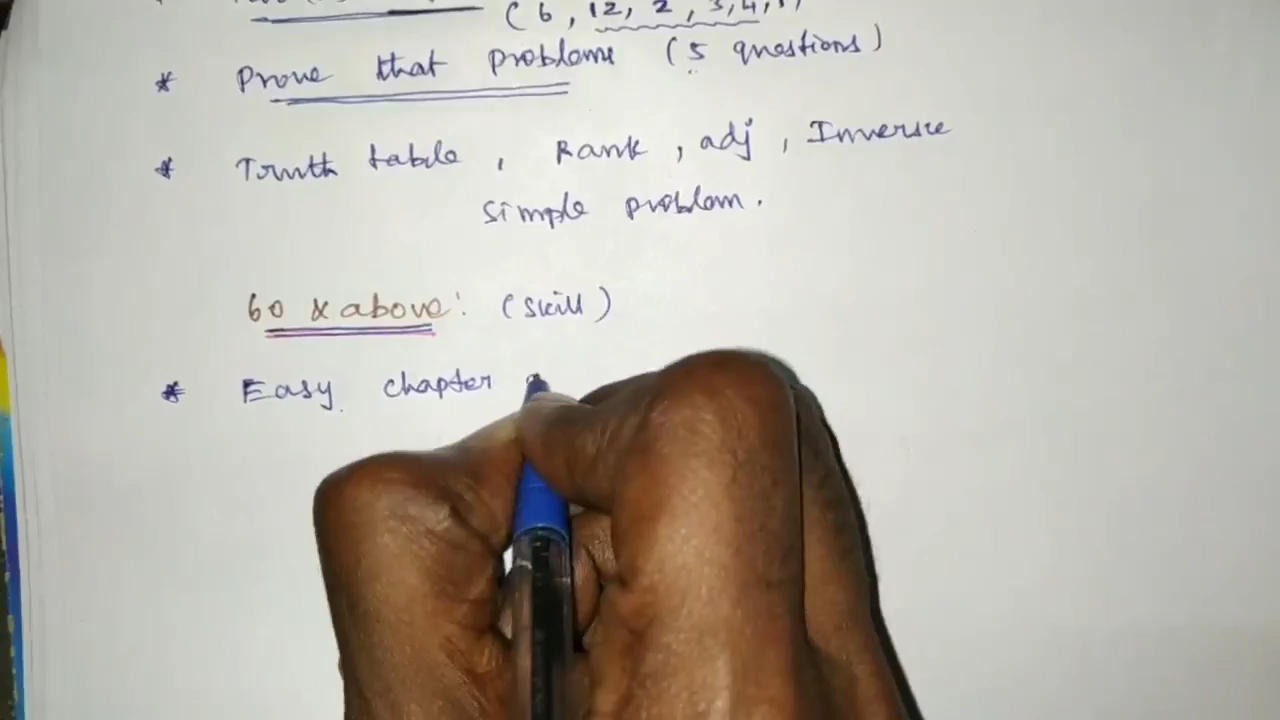 ( 6 , 12, 2 , 3,4,1,
* Prove that problems (5 questions)
* Truth table , Rank , adj , Inverse
simple problem.
60 & above: (skill)
* Easy chapter